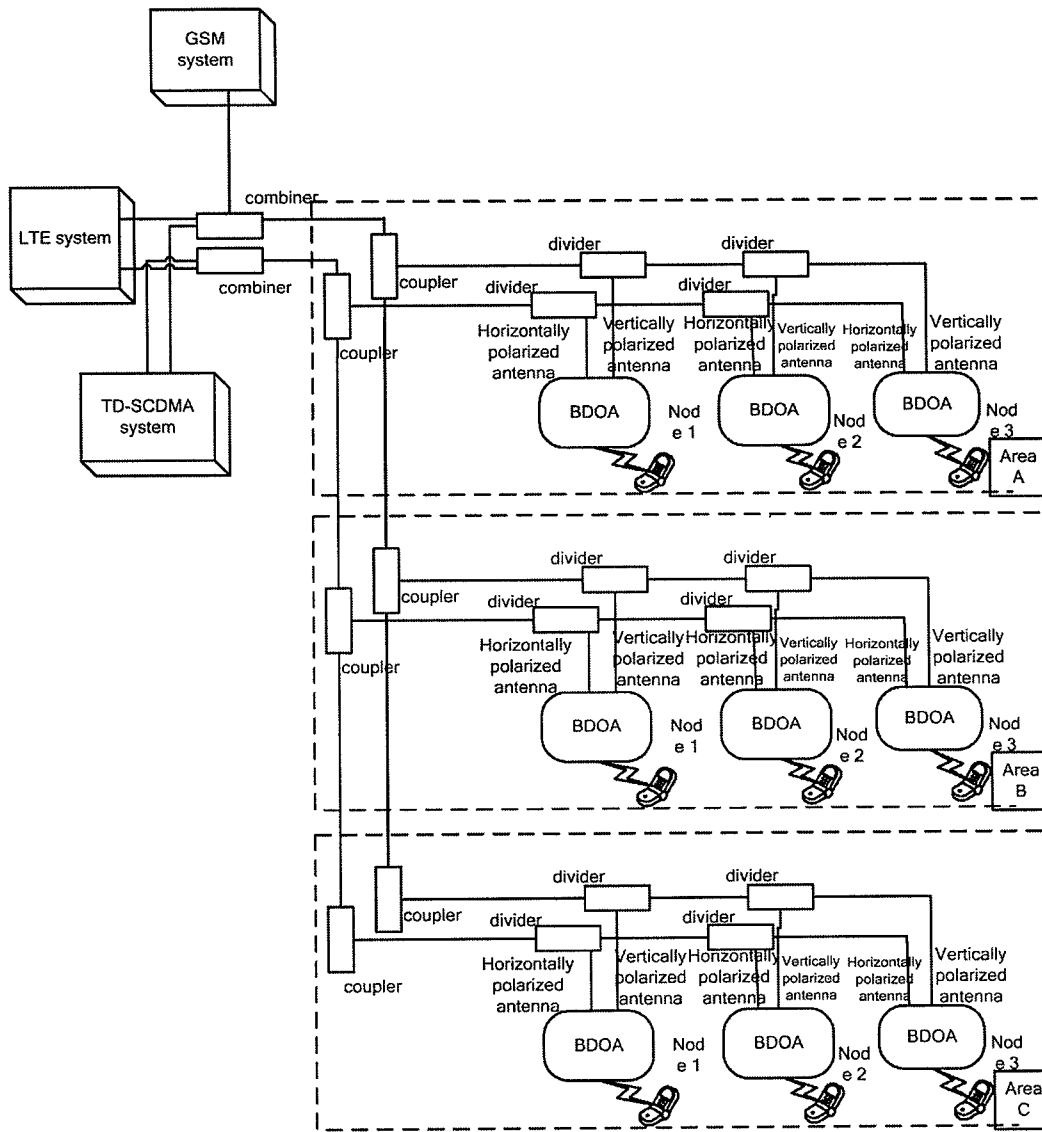 GSM
system
combiner
LTE system
combiner
TD-SCDMA
system
divider
divider
coupler
divider
divider
coupler
Horizontally
polarized
antenna
Vertically
polarized
antenna
Horizontally
polarized
antenna
Vertically
polarized
antenna
Horizontally
polarized
antenna
Vertically
polarized
antenna
BDOA
Nod
e 1
BDOA
Nod
e 2
BDOA
Nod
e 3
Area
A
divider
divider
coupler
divider
divider
coupler
Horizontally
polarized
antenna
Vertically
polarized
antenna
Horizontally
polarized
antenna
Vertically
polarized
antenna
Horizontally
polarized
antenna
Vertically
polarized
antenna
BDOA
Nod
e 1
BDOA
Nod
e 2
BDOA
Nod
e 3
Area
B
divider
divider
coupler
divider
divider
coupler
Horizontally
polarized
antenna
Vertically
polarized
antenna
Horizontally
polarized
antenna
Vertically
polarized
antenna
Horizontally
polarized
antenna
Vertically
polarized
antenna
BDOA
Nod
e 1
BDOA
Nod
e 2
BDOA
Nod
e 3
Area
C